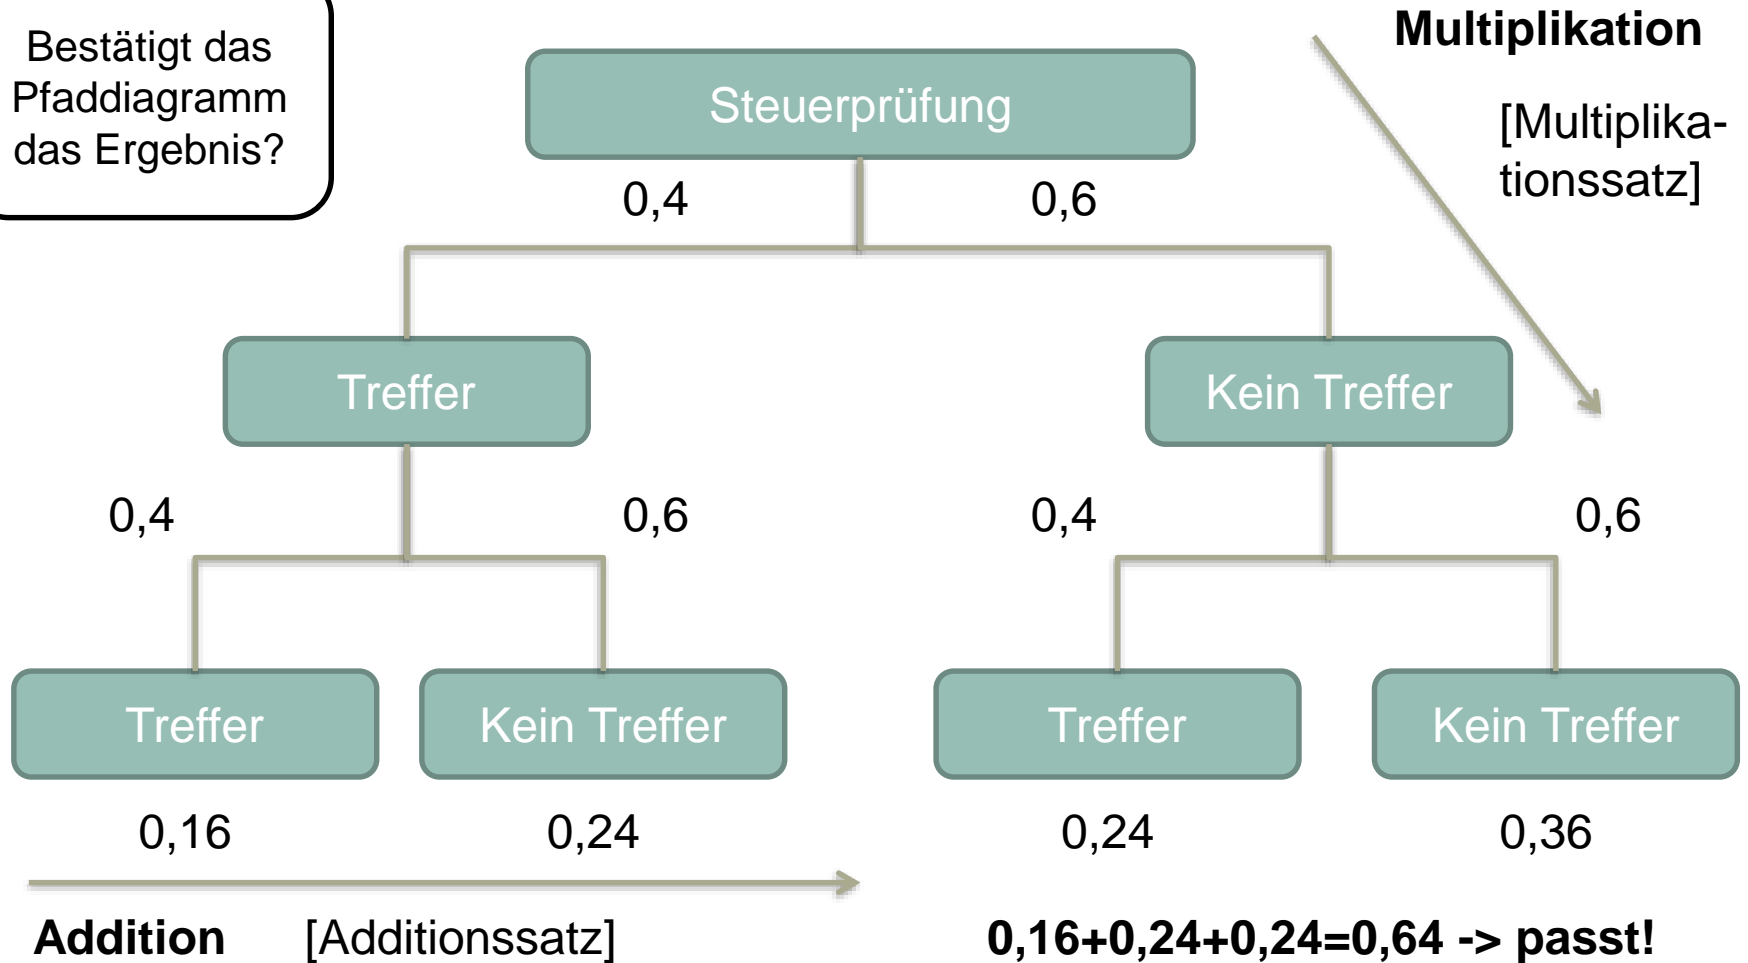 Bestätigt das
Pfaddiagramm
das Ergebnis?
Multiplikation
[Multiplika-
tionssatz]
Steuerprüfung
0,4 0,6
Treffer Kein Treffer
0,4 0,6 0,4 0,6
Treffer Kein Treffer Treffer Kein Treffer
0,16 0,24 0,24 0,36
Addition [Additionssatz] 0,16+0,24+0,24=0,64 -> passt!